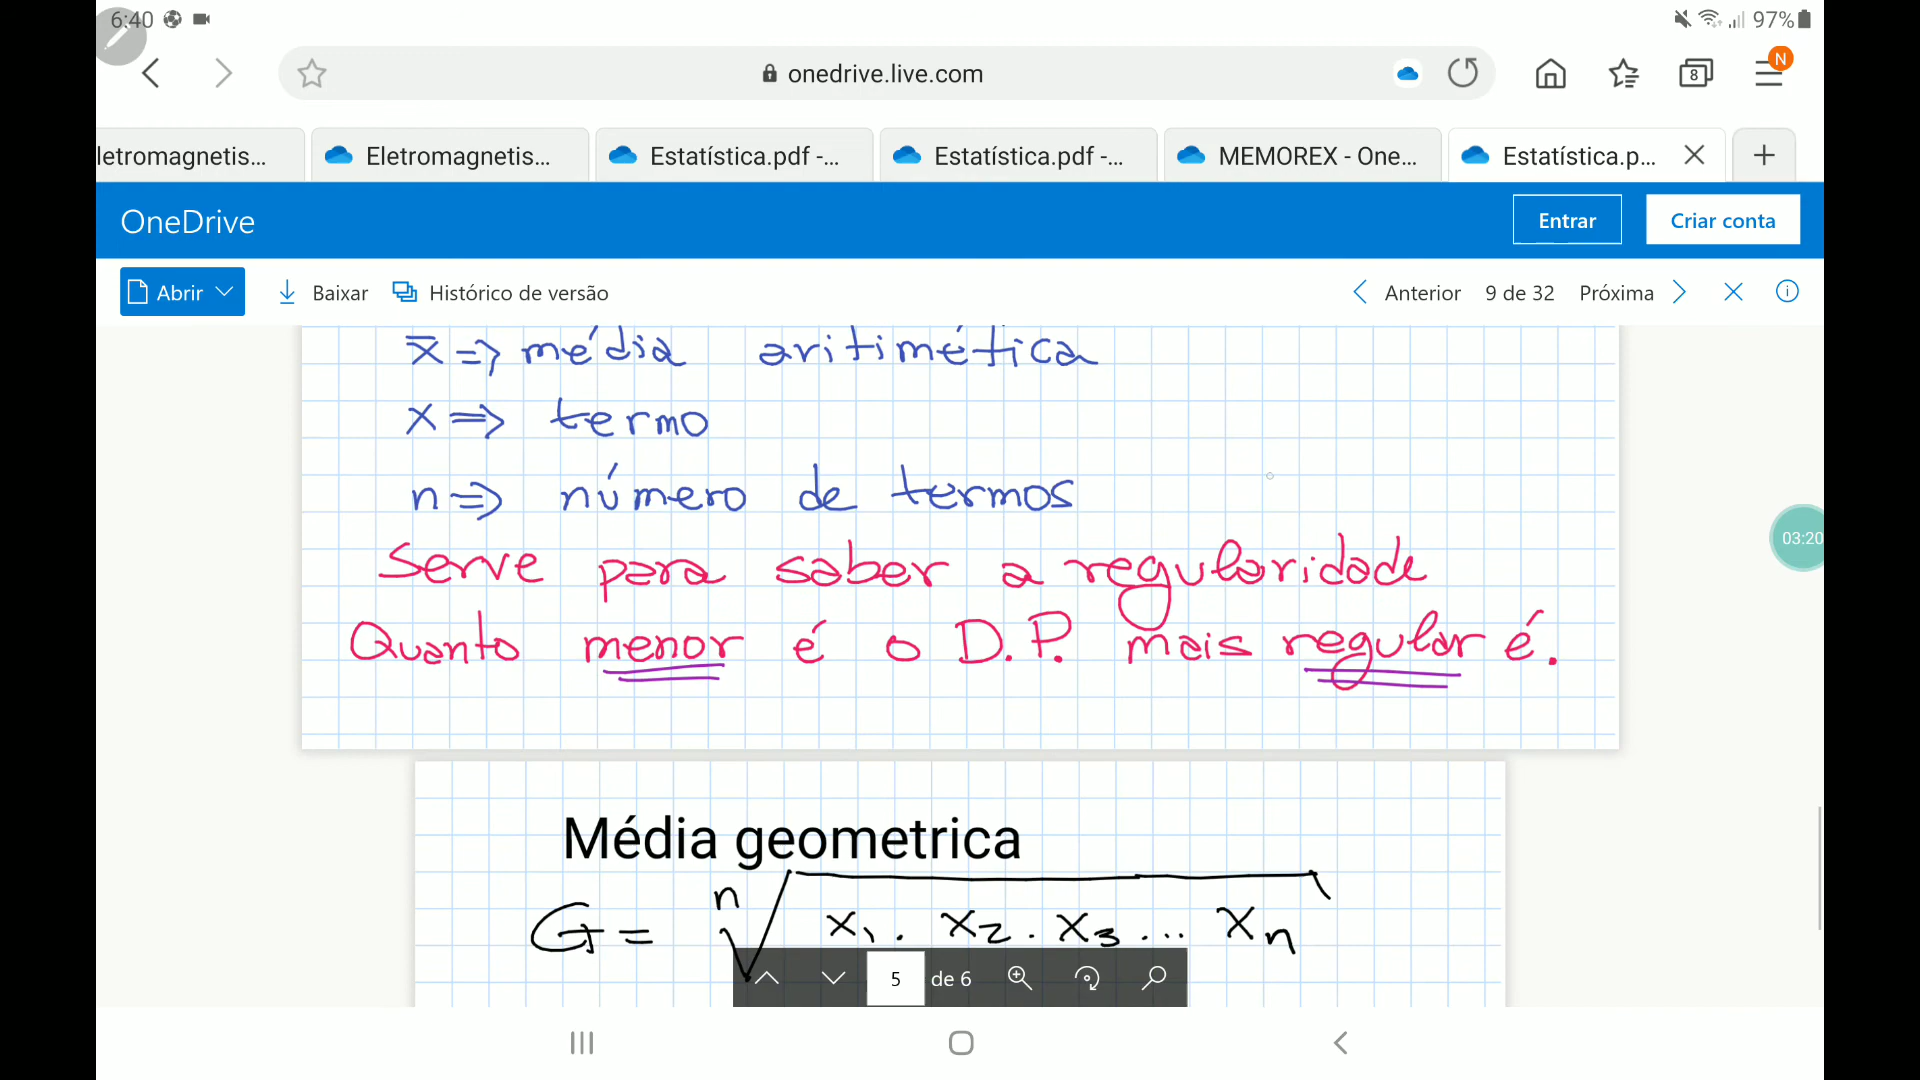 6:40
97%
onedrive.live.com
8
N
letromagnetis...
Eletromagnetis...
Estatística.pdf -...
Estatística.pdf -...
MEMOREX - One...
Estatística.p...
OneDrive
Entrar
Criar conta
Abrir
Baixar
Histórico de versão
Anterior
9 de 32
Próxima
x̄ => média aritimética
x => termo
n => número de termos
Serve para saber a regularidade
Quanto menor é o D.P. mais regular é.
03:20
Média geometrica
G = n√x1 . x2 . x3 ... xn
5 de 6